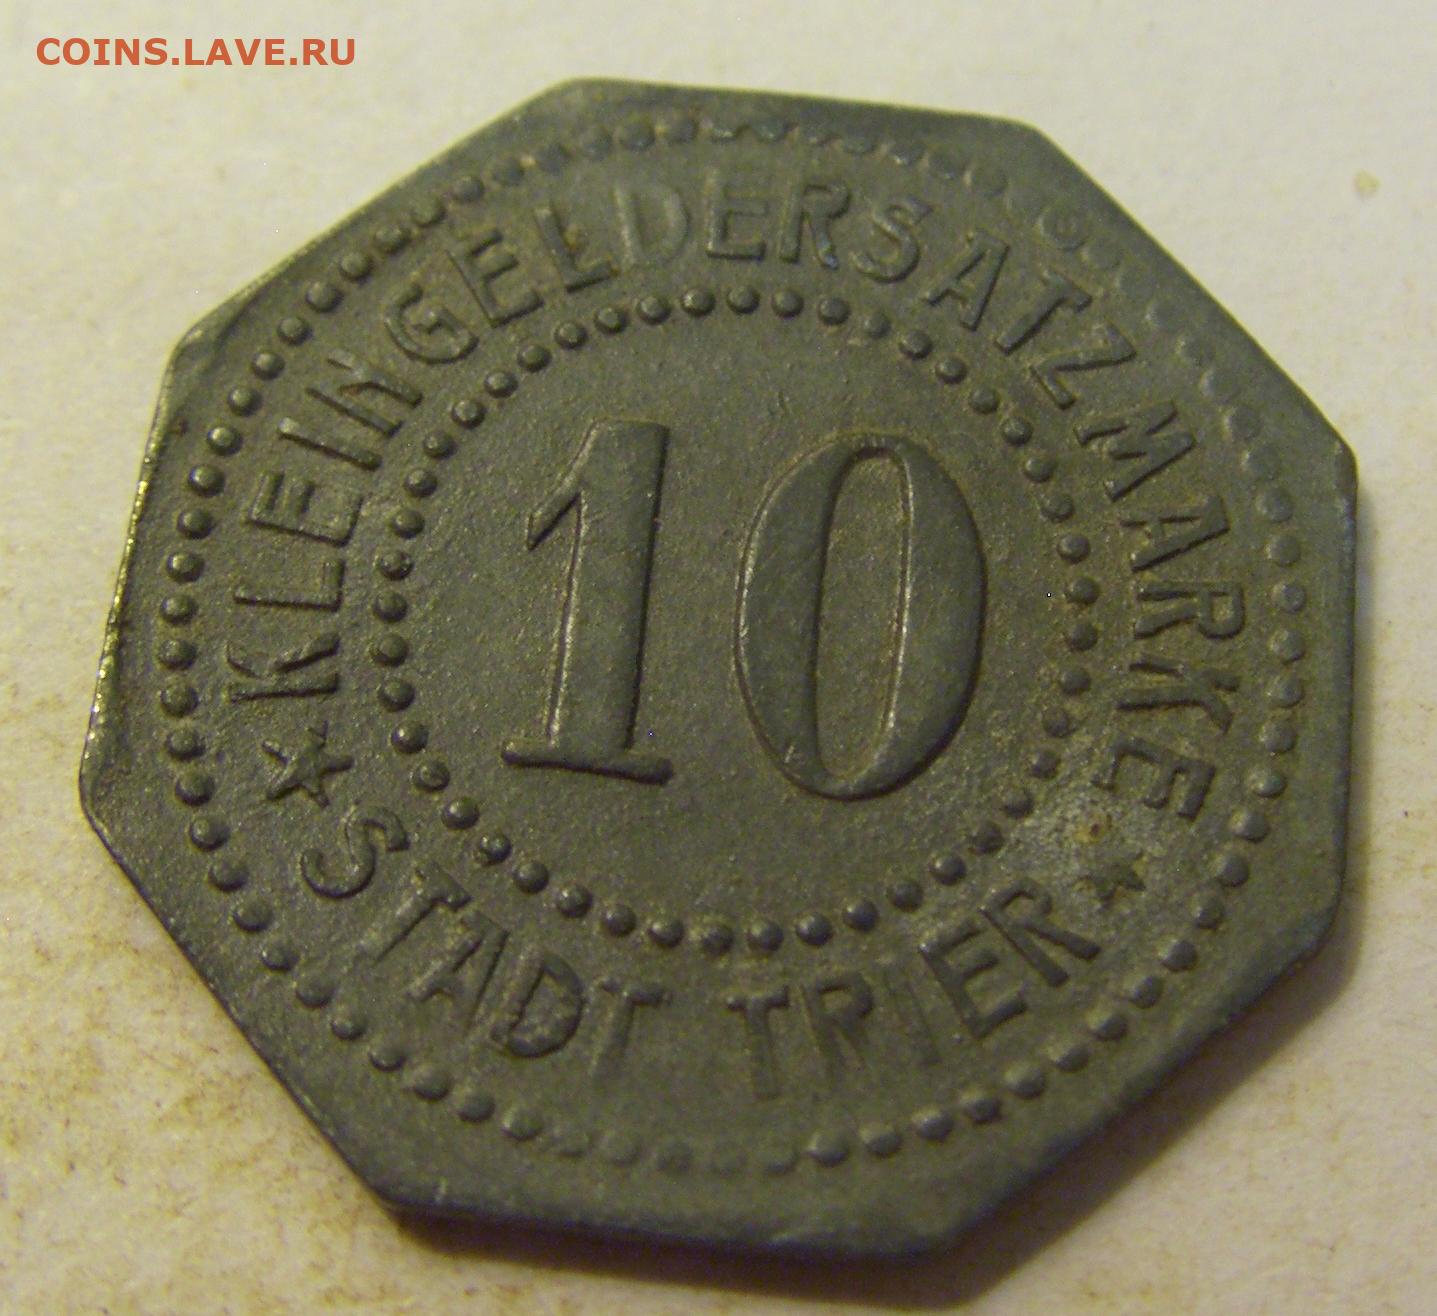 COINS.LAVE.RU
★ KLEINGELDERSATZMARKE ★
10
STADT TRIER